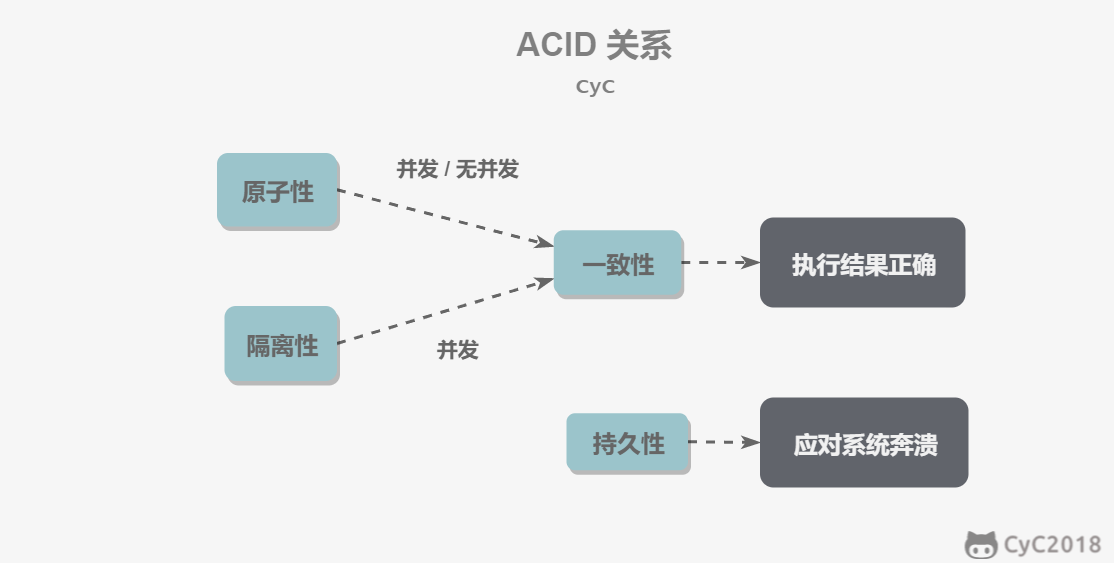 ACID 关系
CyC
原子性
并发 / 无并发
一致性
执行结果正确
隔离性
并发
持久性
应对系统奔溃
CyC2018